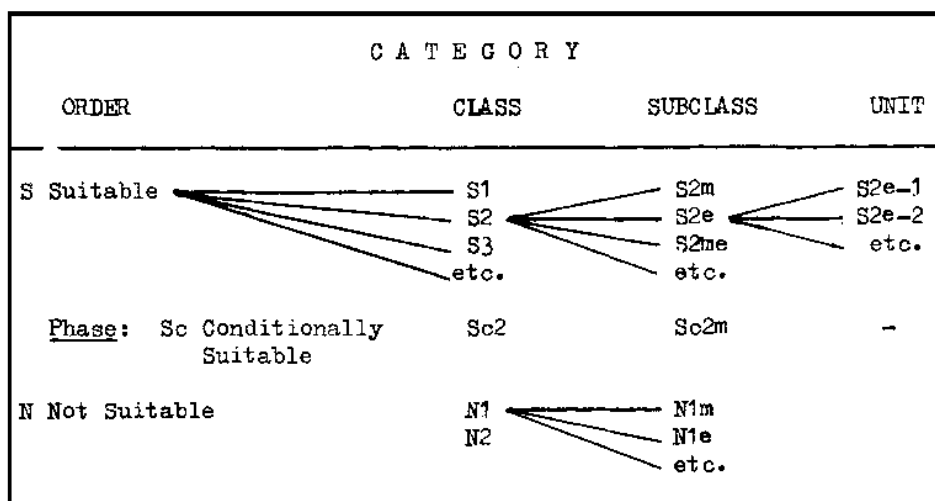 CATEGORY
ORDER CLASS SUBCLASS UNIT
S Suitable S1 S2m S2e-1
S2 S2e S2e-2
S3 S2me etc.
etc. etc.
Phase: Sc Conditionally Sc2 Sc2m -
Suitable
N Not Suitable N1 N1m
N2 N1e
etc.